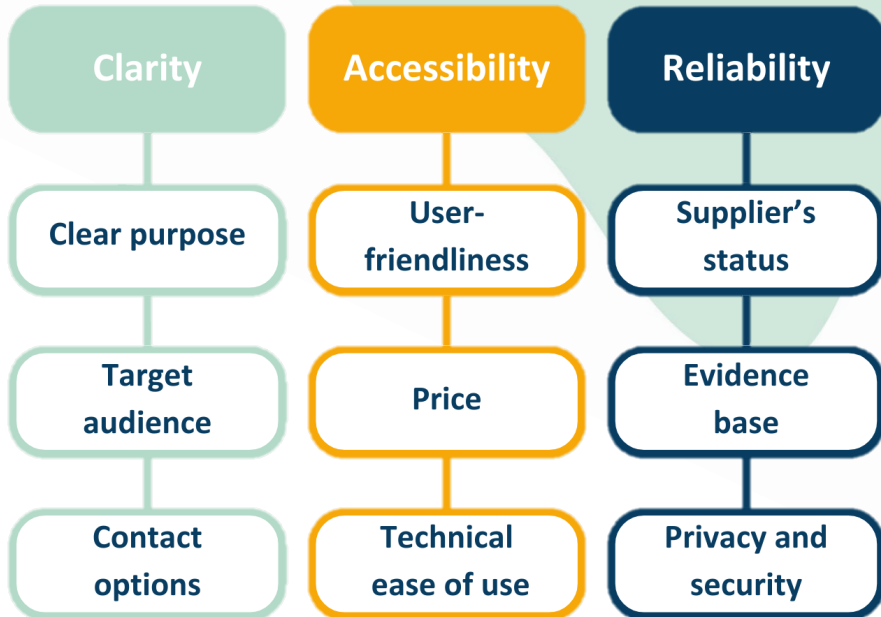 Clarity
Accessibility
Reliability
Clear purpose
User-
friendliness
Supplier’s
status
Target
audience
Price
Evidence
base
Contact
options
Technical
ease of use
Privacy and
security